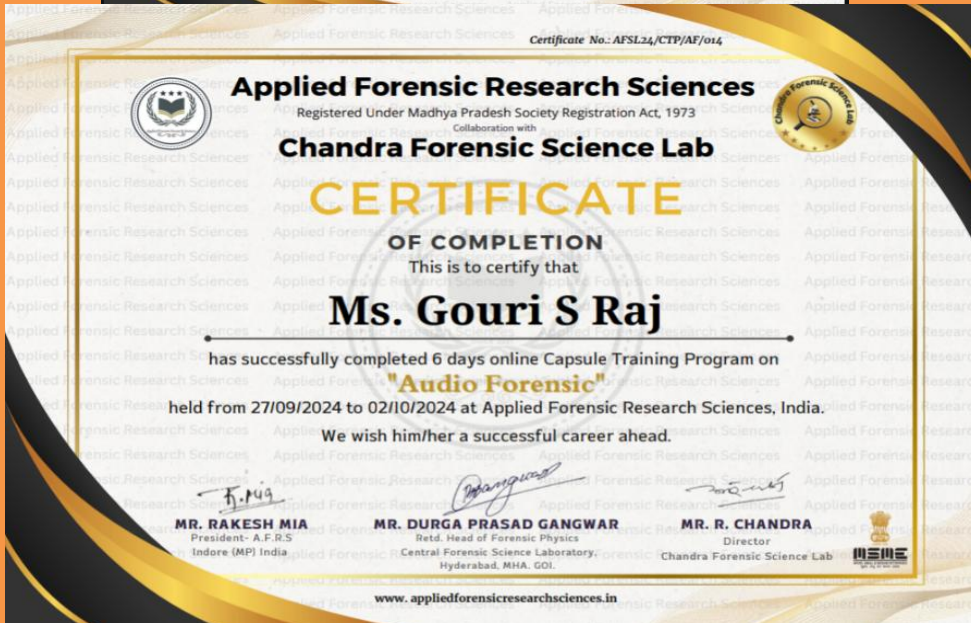 Certificate No.: AFSL24/CTP/AF/014
Applied Forensic Research Sciences
Registered Under Madhya Pradesh Society Registration Act, 1973
Collaboration with
Chandra Forensic Science Lab
Chandra Forensic Science Lab
CERTIFICATE
OF COMPLETION
This is to certify that
Ms. Gouri S Raj
has successfully completed 6 days online Capsule Training Program on
"Audio Forensic"
held from 27/09/2024 to 02/10/2024 at Applied Forensic Research Sciences, India.
We wish him/her a successful career ahead.
MR. RAKESH MIA
President- A.F.R.S
Indore (MP) India
MR. DURGA PRASAD GANGWAR
Retd. Head of Forensic Physics
Central Forensic Science Laboratory,
Hyderabad, MHA. GOI.
MR. R. CHANDRA
Director
Chandra Forensic Science Lab
MSME
www. appliedforensicresearchsciences.in